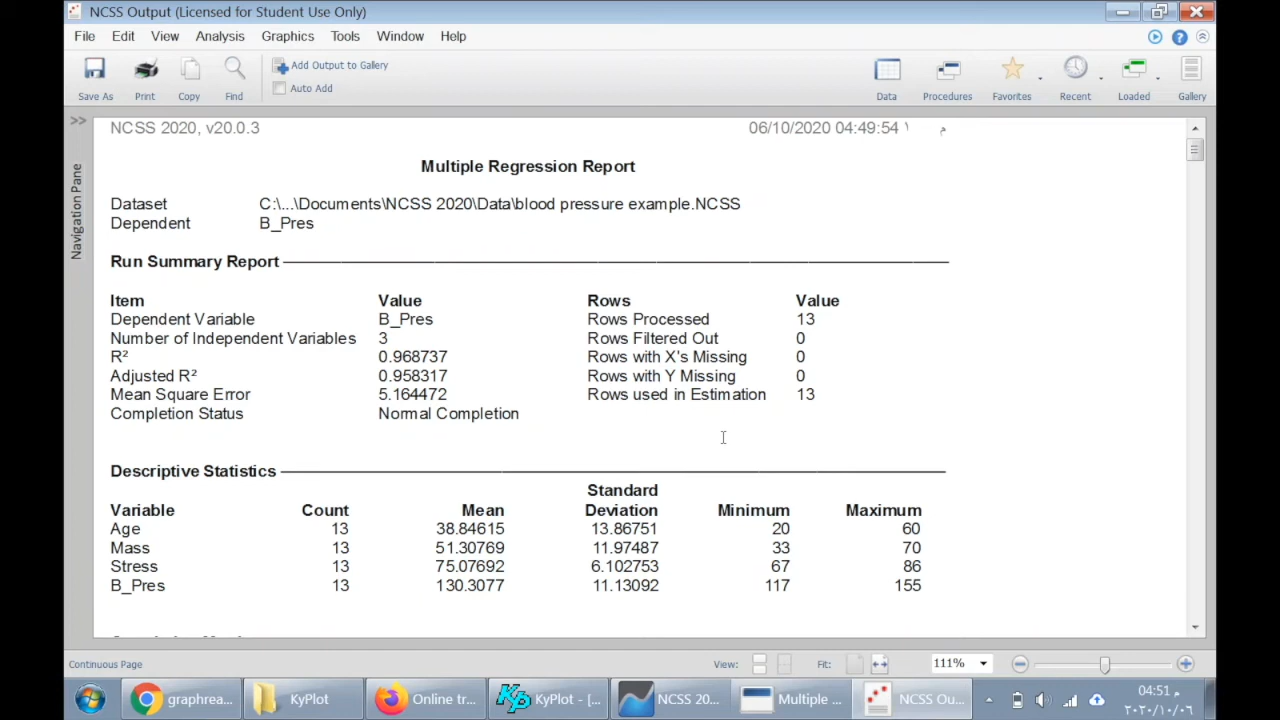 NCSS Output (Licensed for Student Use Only)
File Edit View Analysis Graphics Tools Window Help
Save As Print Copy Find Add Output to Gallery
Auto Add
Data Procedures Favorites Recent Loaded Gallery
>>
Navigation Pane
NCSS 2020, v20.0.3 06/10/2020 04:49:54 م ١
Multiple Regression Report
Dataset C:\...\Documents\NCSS 2020\Data\blood pressure example.NCSS
Dependent B_Pres
Run Summary Report
Item Value Rows Value
Dependent Variable B_Pres Rows Processed 13
Number of Independent Variables 3 Rows Filtered Out 0
R² 0.968737 Rows with X's Missing 0
Adjusted R² 0.958317 Rows with Y Missing 0
Mean Square Error 5.164472 Rows used in Estimation 13
Completion Status Normal Completion
Descriptive Statistics
Standard
Variable Count Mean Deviation Minimum Maximum
Age 13 38.84615 13.86751 20 60
Mass 13 51.30769 11.97487 33 70
Stress 13 75.07692 6.102753 67 86
B_Pres 13 130.3077 11.13092 117 155
Continuous Page View: Fit: 111%
graphrea... KyPlot Online tr... KyPlot - [... NCSS 20... Multiple ... NCSS Ou... 04:51 م
٢٠٢٠/١٠/٠٦